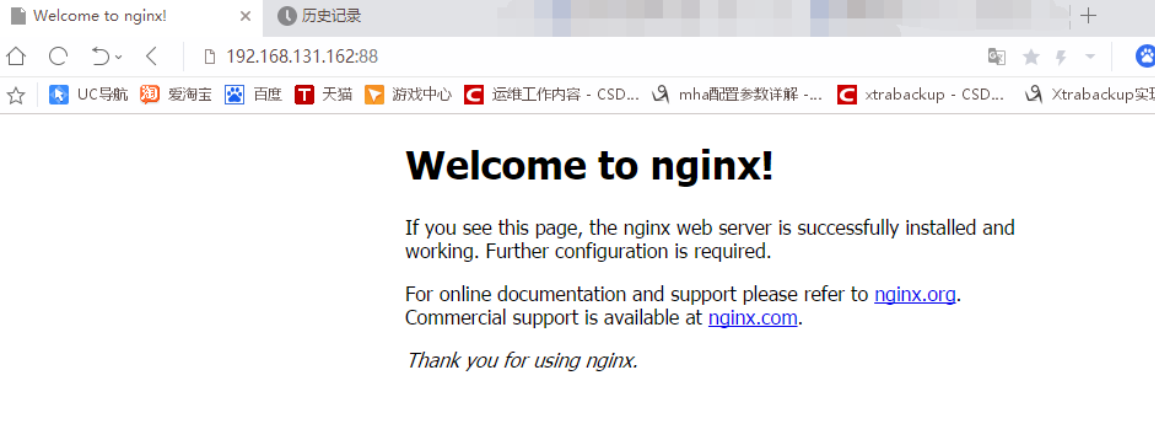 Welcome to nginx!
历史记录
192.168.131.162:88
UC导航 爱淘宝 百度 天猫 游戏中心 运维工作内容 - CSD... mha配置参数详解 -... xtrabackup - CSD... Xtrabackup实现
Welcome to nginx!
If you see this page, the nginx web server is successfully installed and
working. Further configuration is required.
For online documentation and support please refer to nginx.org.
Commercial support is available at nginx.com.
Thank you for using nginx.